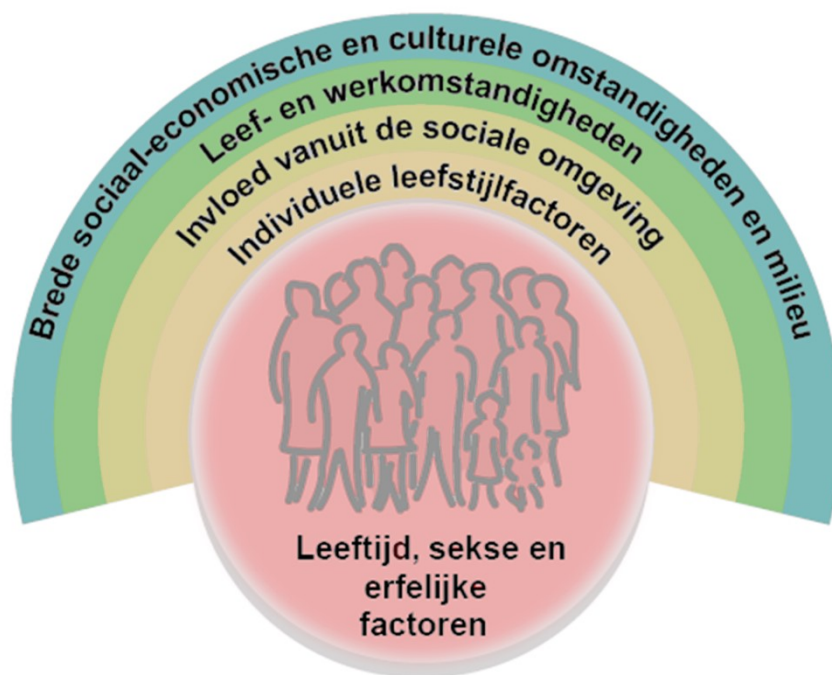 Brede sociaal-economische en culturele omstandigheden en milieu
Leef- en werkomstandigheden
Invloed vanuit de sociale omgeving
Individuele leefstijlfactoren
Leeftijd, sekse en
erfelijke
factoren